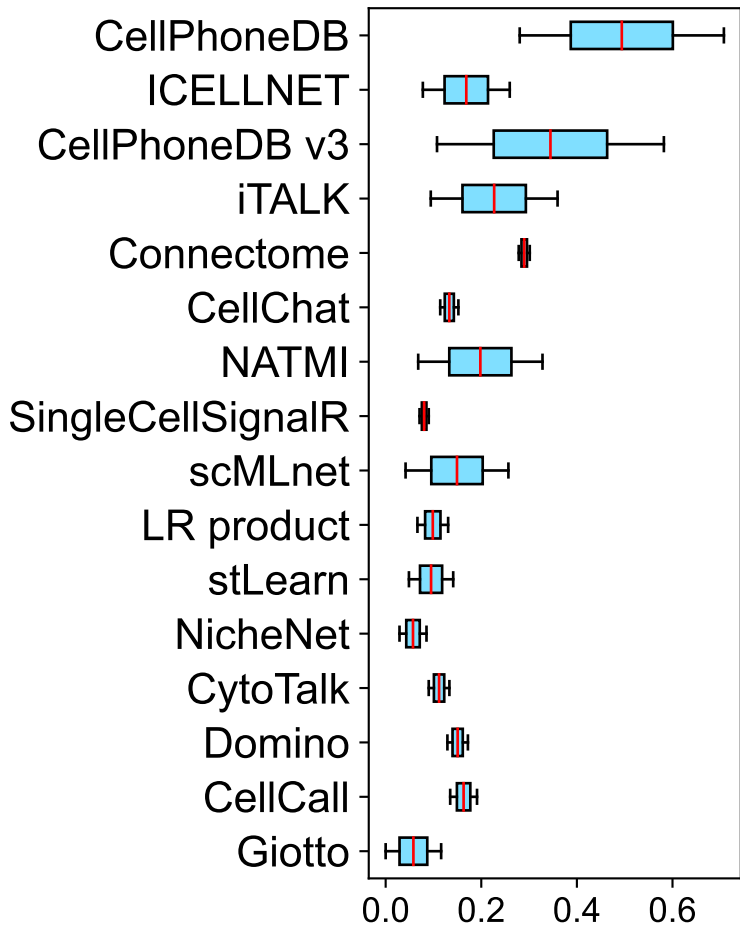 CellPhoneDB
ICELLNET
CellPhoneDB v3
iTALK
Connectome
CellChat
NATMI
SingleCellSignalR
scMLnet
LR product
stLearn
NicheNet
CytoTalk
Domino
CellCall
Giotto
0.0 0.2 0.4 0.6